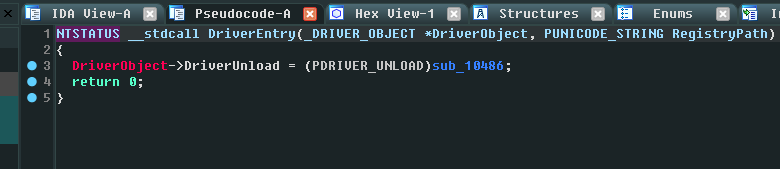 IDA View-A Pseudocode-A Hex View-1 Structures Enums
1 NTSTATUS __stdcall DriverEntry(_DRIVER_OBJECT *DriverObject, PUNICODE_STRING RegistryPath)
2 {
3 DriverObject->DriverUnload = (PDRIVER_UNLOAD)sub_10486;
4 return 0;
5 }